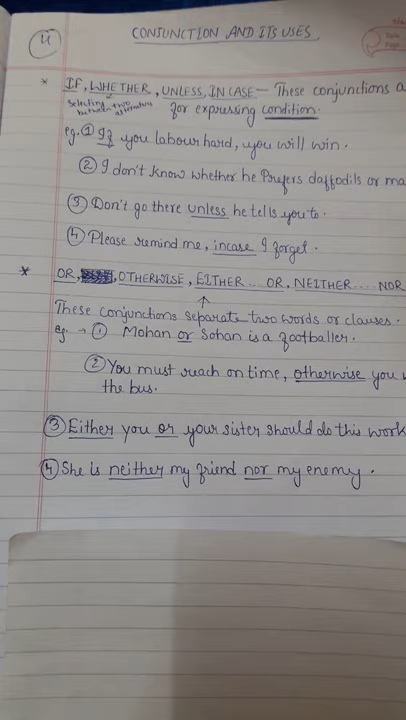 4
CONJUNCTION AND ITS USES
Date
Page
* IF, WHETHER, UNLESS, IN CASE — These conjunctions a
selecting between two alternatives
for expressing condition.
eg. ① If you labour hard, you will win.
② I don't know whether he Prefers daffodils or ma
③ Don't go there unless he tells you to.
④ Please remind me, incase I forget.
* OR, OTHERWISE, EITHER... OR, NEITHER.... NOR
These conjunctions separate two words or clauses.
eg. → ① Mohan or Sohan is a footballer.
② You must reach on time, otherwise you
the bus.
③ Either you or your sister should do this work
④ She is neither my friend nor my enemy.